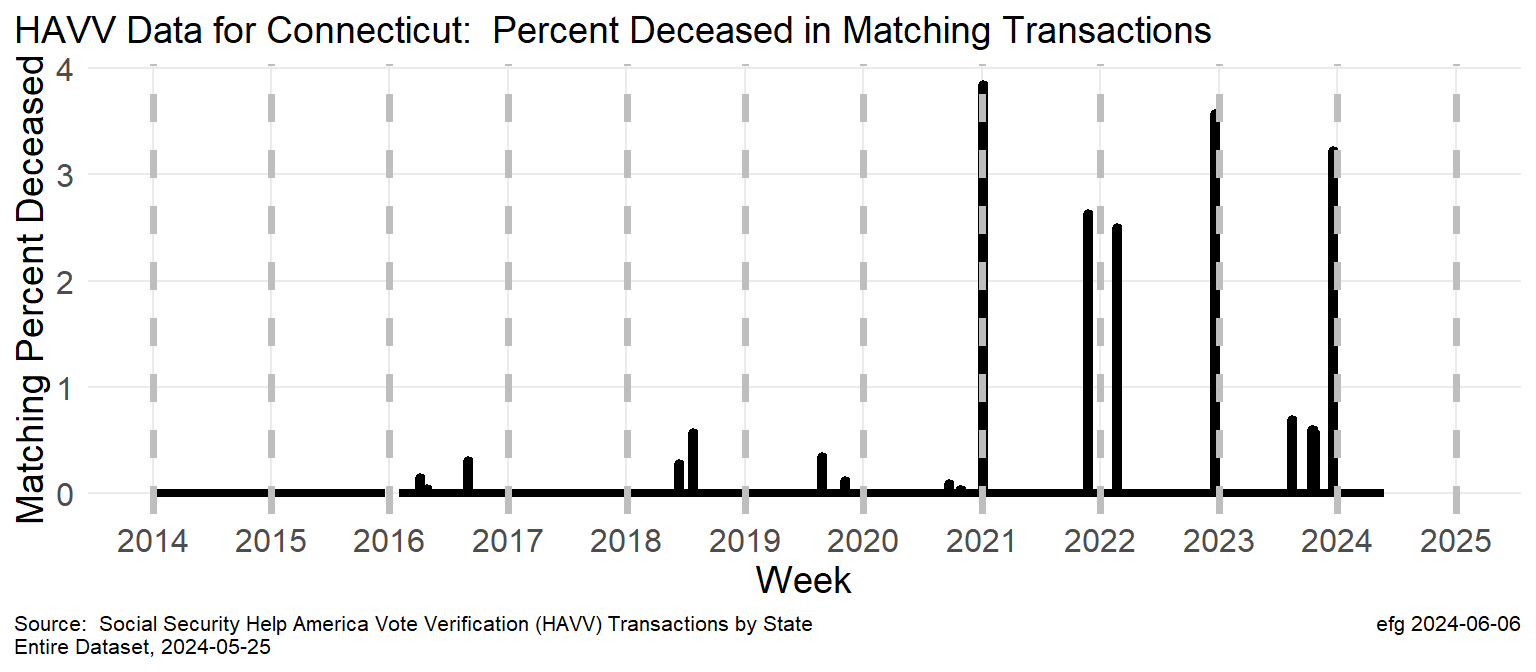 HAVV Data for Connecticut:  Percent Deceased in Matching Transactions
Matching Percent Deceased
4
3
2
1
0
2014 2015 2016 2017 2018 2019 2020 2021 2022 2023 2024 2025
Week
Source:  Social Security Help America Vote Verification (HAVV) Transactions by State
Entire Dataset, 2024-05-25
efg 2024-06-06